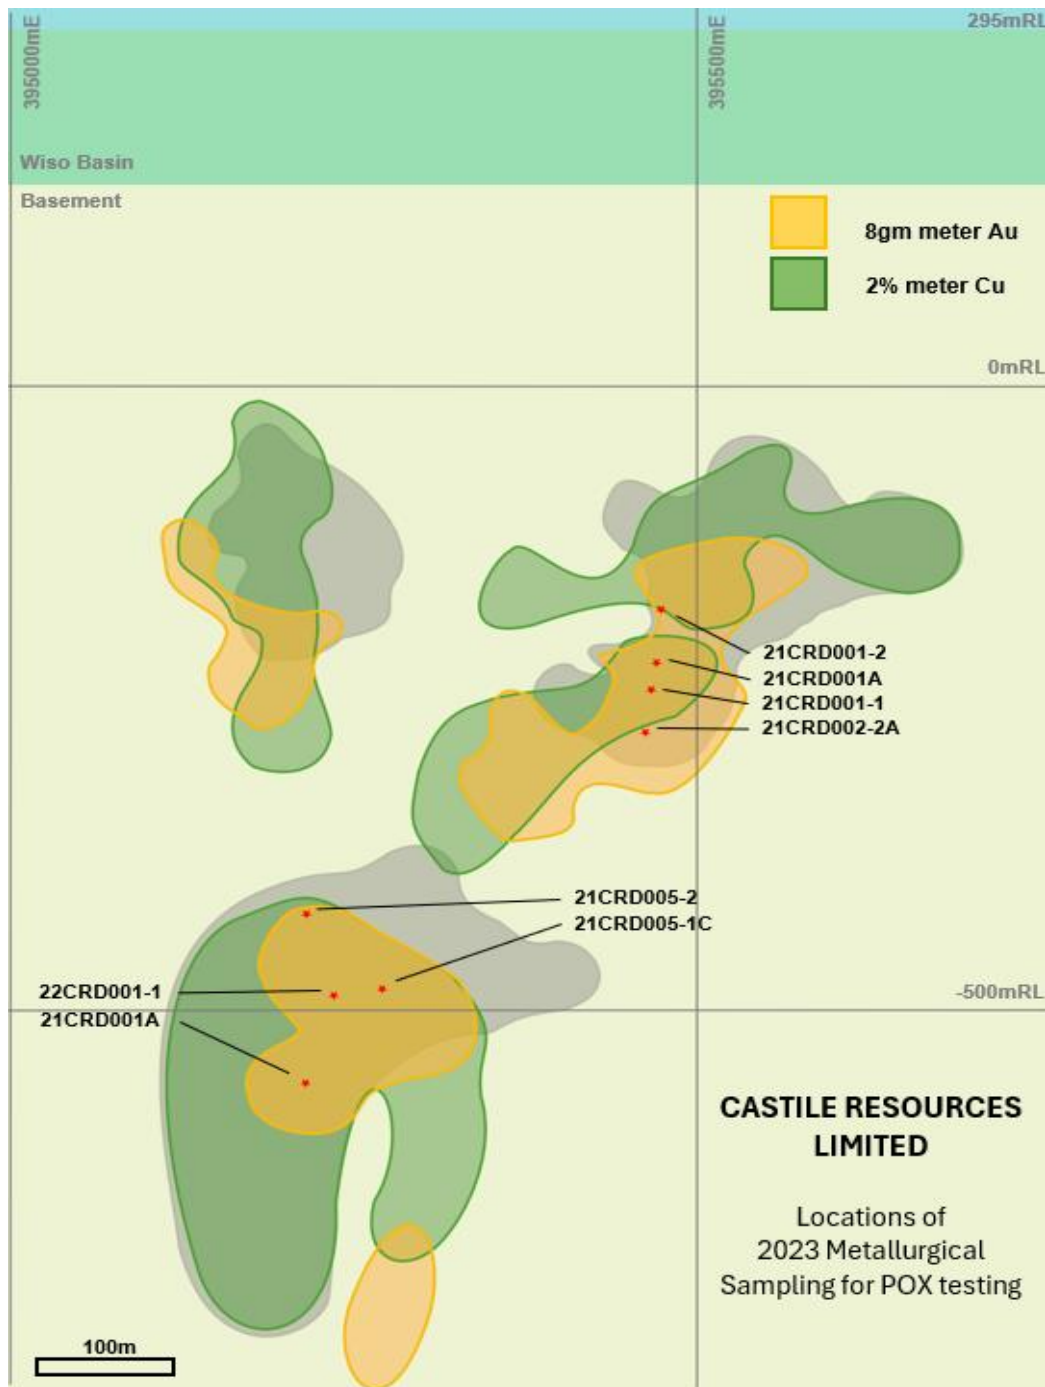 395000mE
395500mE
295mRL
Wiso Basin
Basement
8gm meter Au
2% meter Cu
0mRL
21CRD001-2
21CRD001A
21CRD001-1
21CRD002-2A
21CRD005-2
21CRD005-1C
22CRD001-1
21CRD001A
-500mRL
CASTILE RESOURCES
LIMITED
Locations of
2023 Metallurgical
Sampling for POX testing
100m